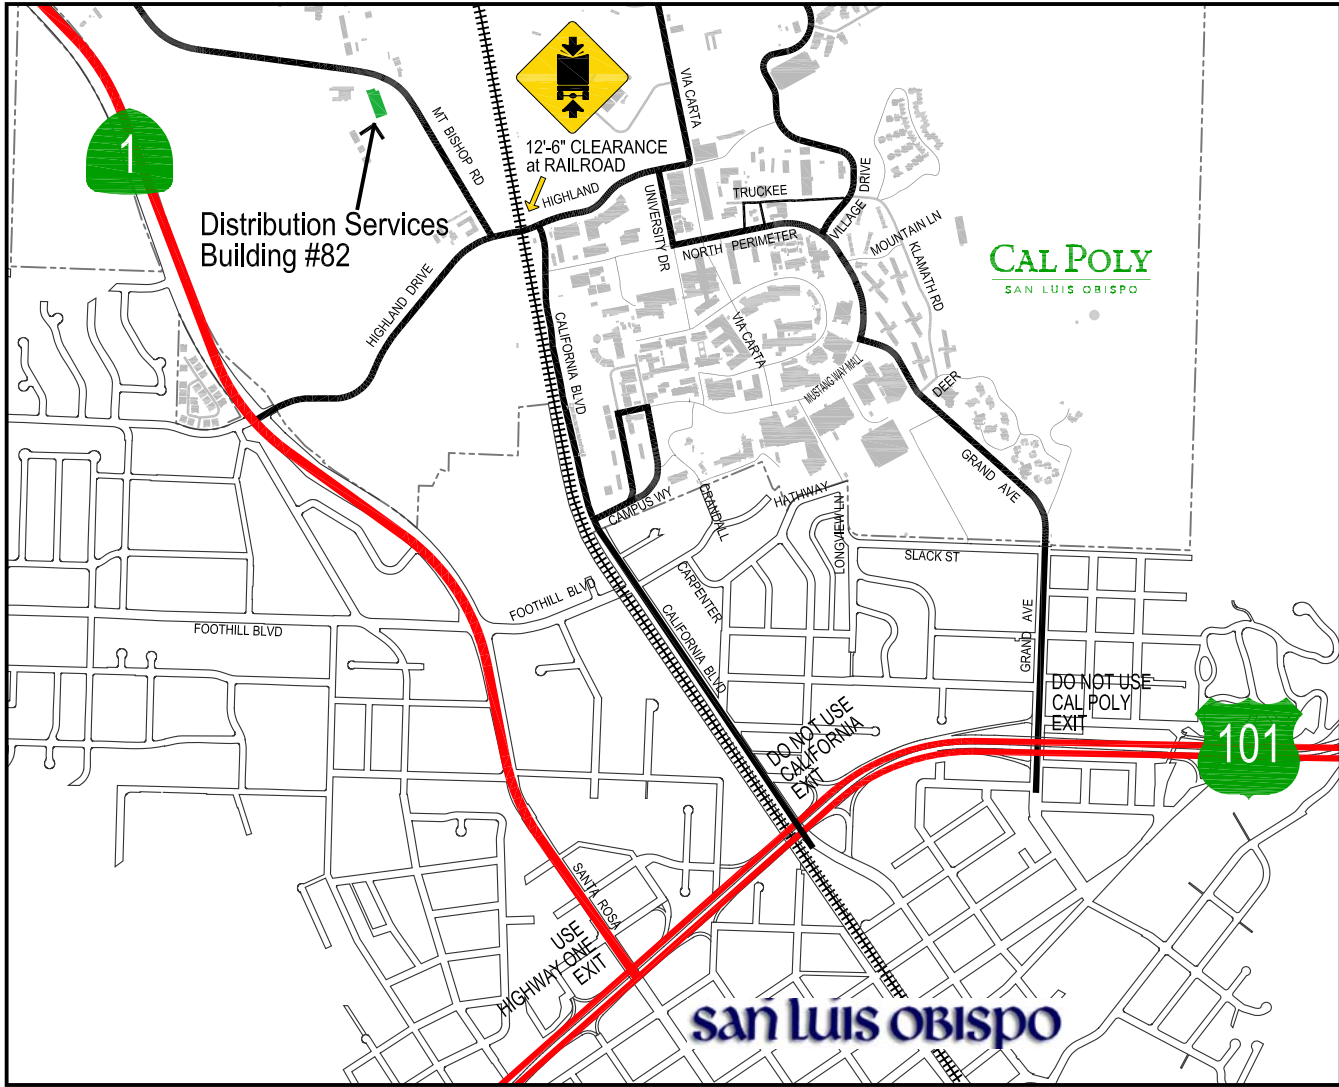 1
12'-6" CLEARANCE
at RAILROAD
VIA CARTA
MT BISHOP RD
HIGHLAND
UNIVERSITY DR
TRUCKEE
VILLAGE DRIVE
Distribution Services
Building #82
NORTH PERIMETER
MOUNTAIN LN
KLAMATH RD
CAL POLY
SAN LUIS OBISPO
HIGHLAND DRIVE
CALIFORNIA BLVD
VIA CARTA
MUSTANG WAY MALL
DEER
GRAND AVE
CAMPUS WY
CRANDALL
HATHWAY
LONGVIEW LN
SLACK ST
FOOTHILL BLVD
CARPENTER
FOOTHILL BLVD
CALIFORNIA BLVD
GRAND AVE
DO NOT USE
CAL POLY
EXIT
DO NOT USE
CALIFORNIA
EXIT
101
SANTA ROSA
USE
HIGHWAY ONE
EXIT
san luis obispo